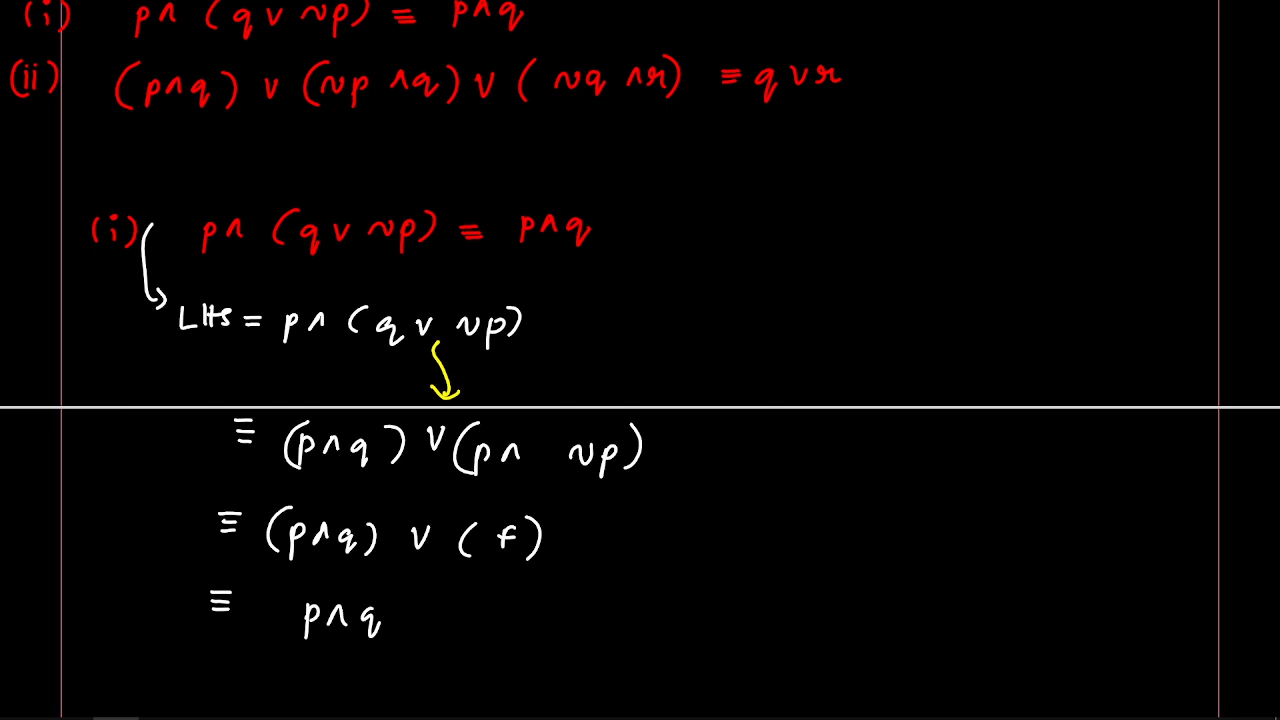 (i) p∧ (q ∨ ~p) ≡ p∧q
(ii) (p∧q) ∨ (~p ∧q) ∨ ( ~q ∧r) ≡ q ∨r
(i) p∧ (q ∨ ~p) ≡ p∧q
LHS = p∧ (q ∨ ~p)
≡ (p∧q) ∨ (p∧ ~p)
≡ (p∧q) ∨ (f)
≡ p∧q